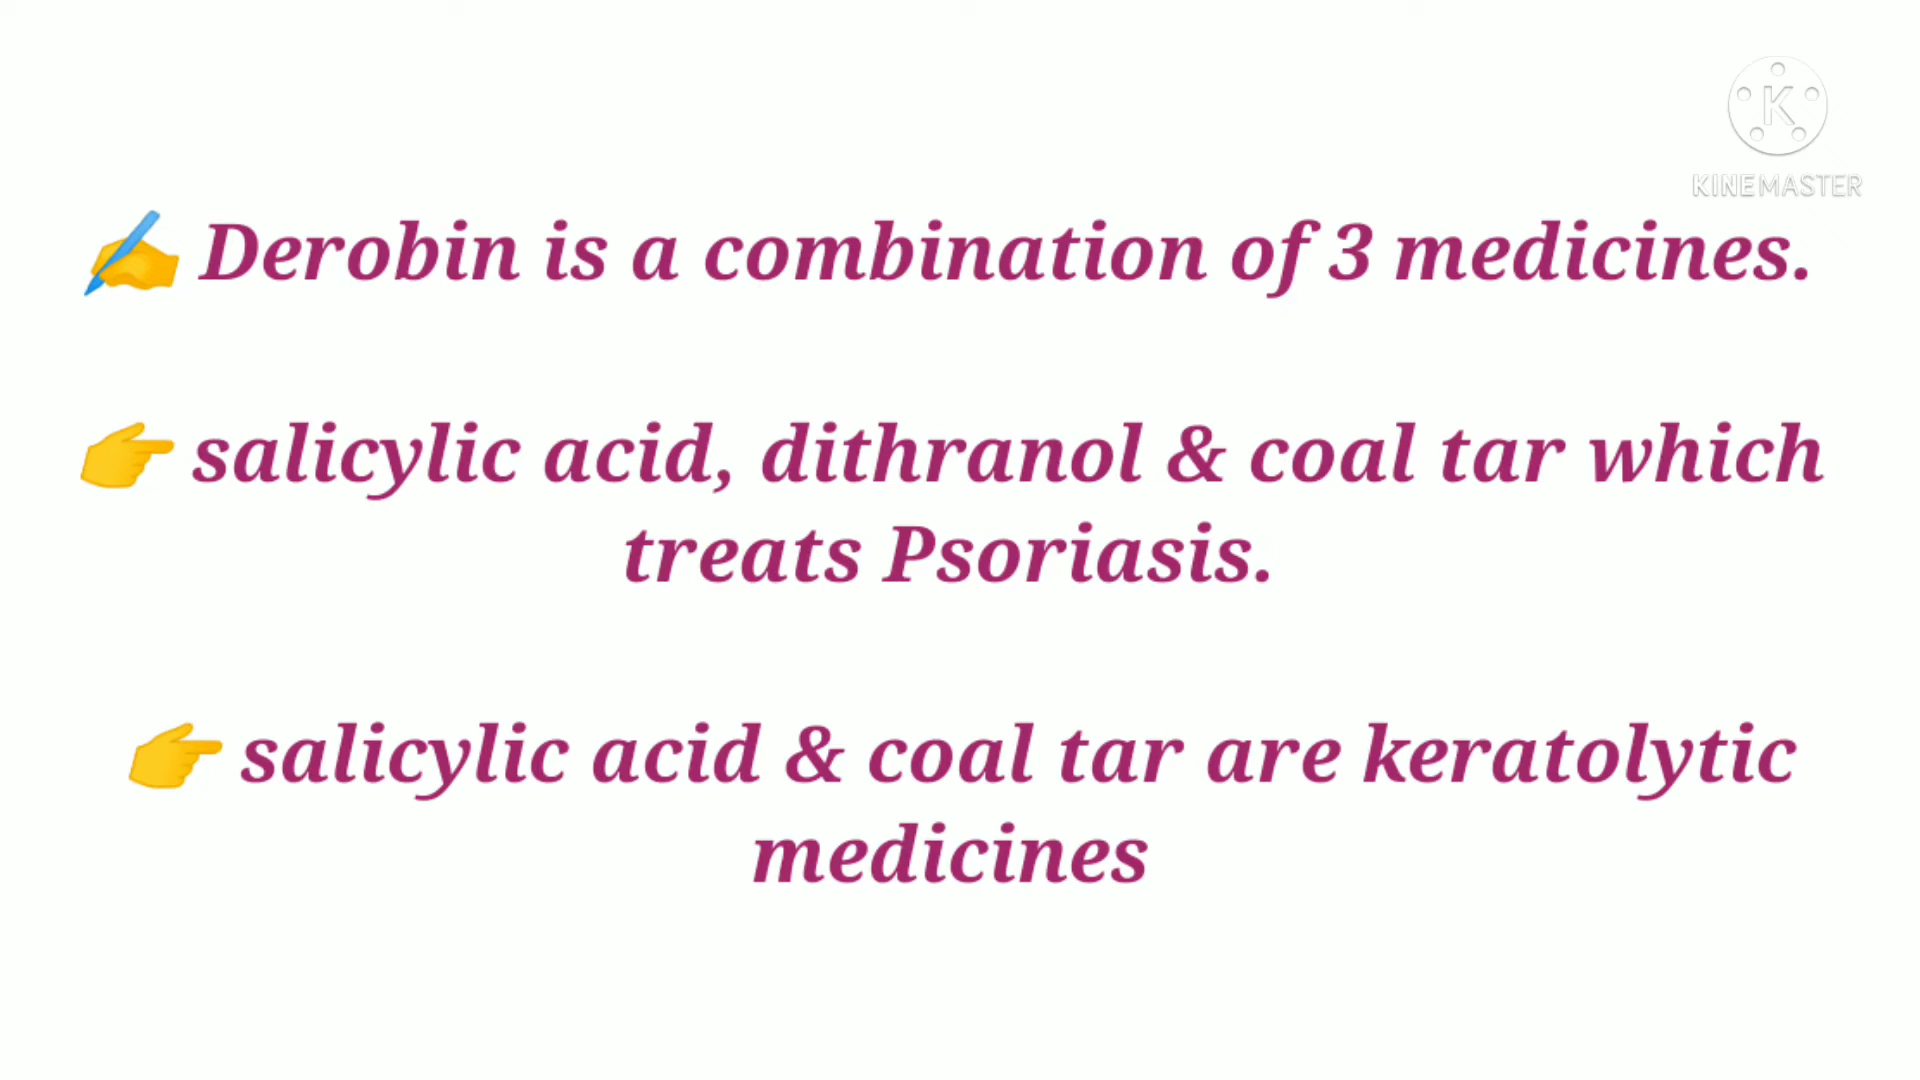 KINEMASTER
✍️ Derobin is a combination of 3 medicines.
👉 salicylic acid, dithranol & coal tar which
treats Psoriasis.
👉 salicylic acid & coal tar are keratolytic
medicines